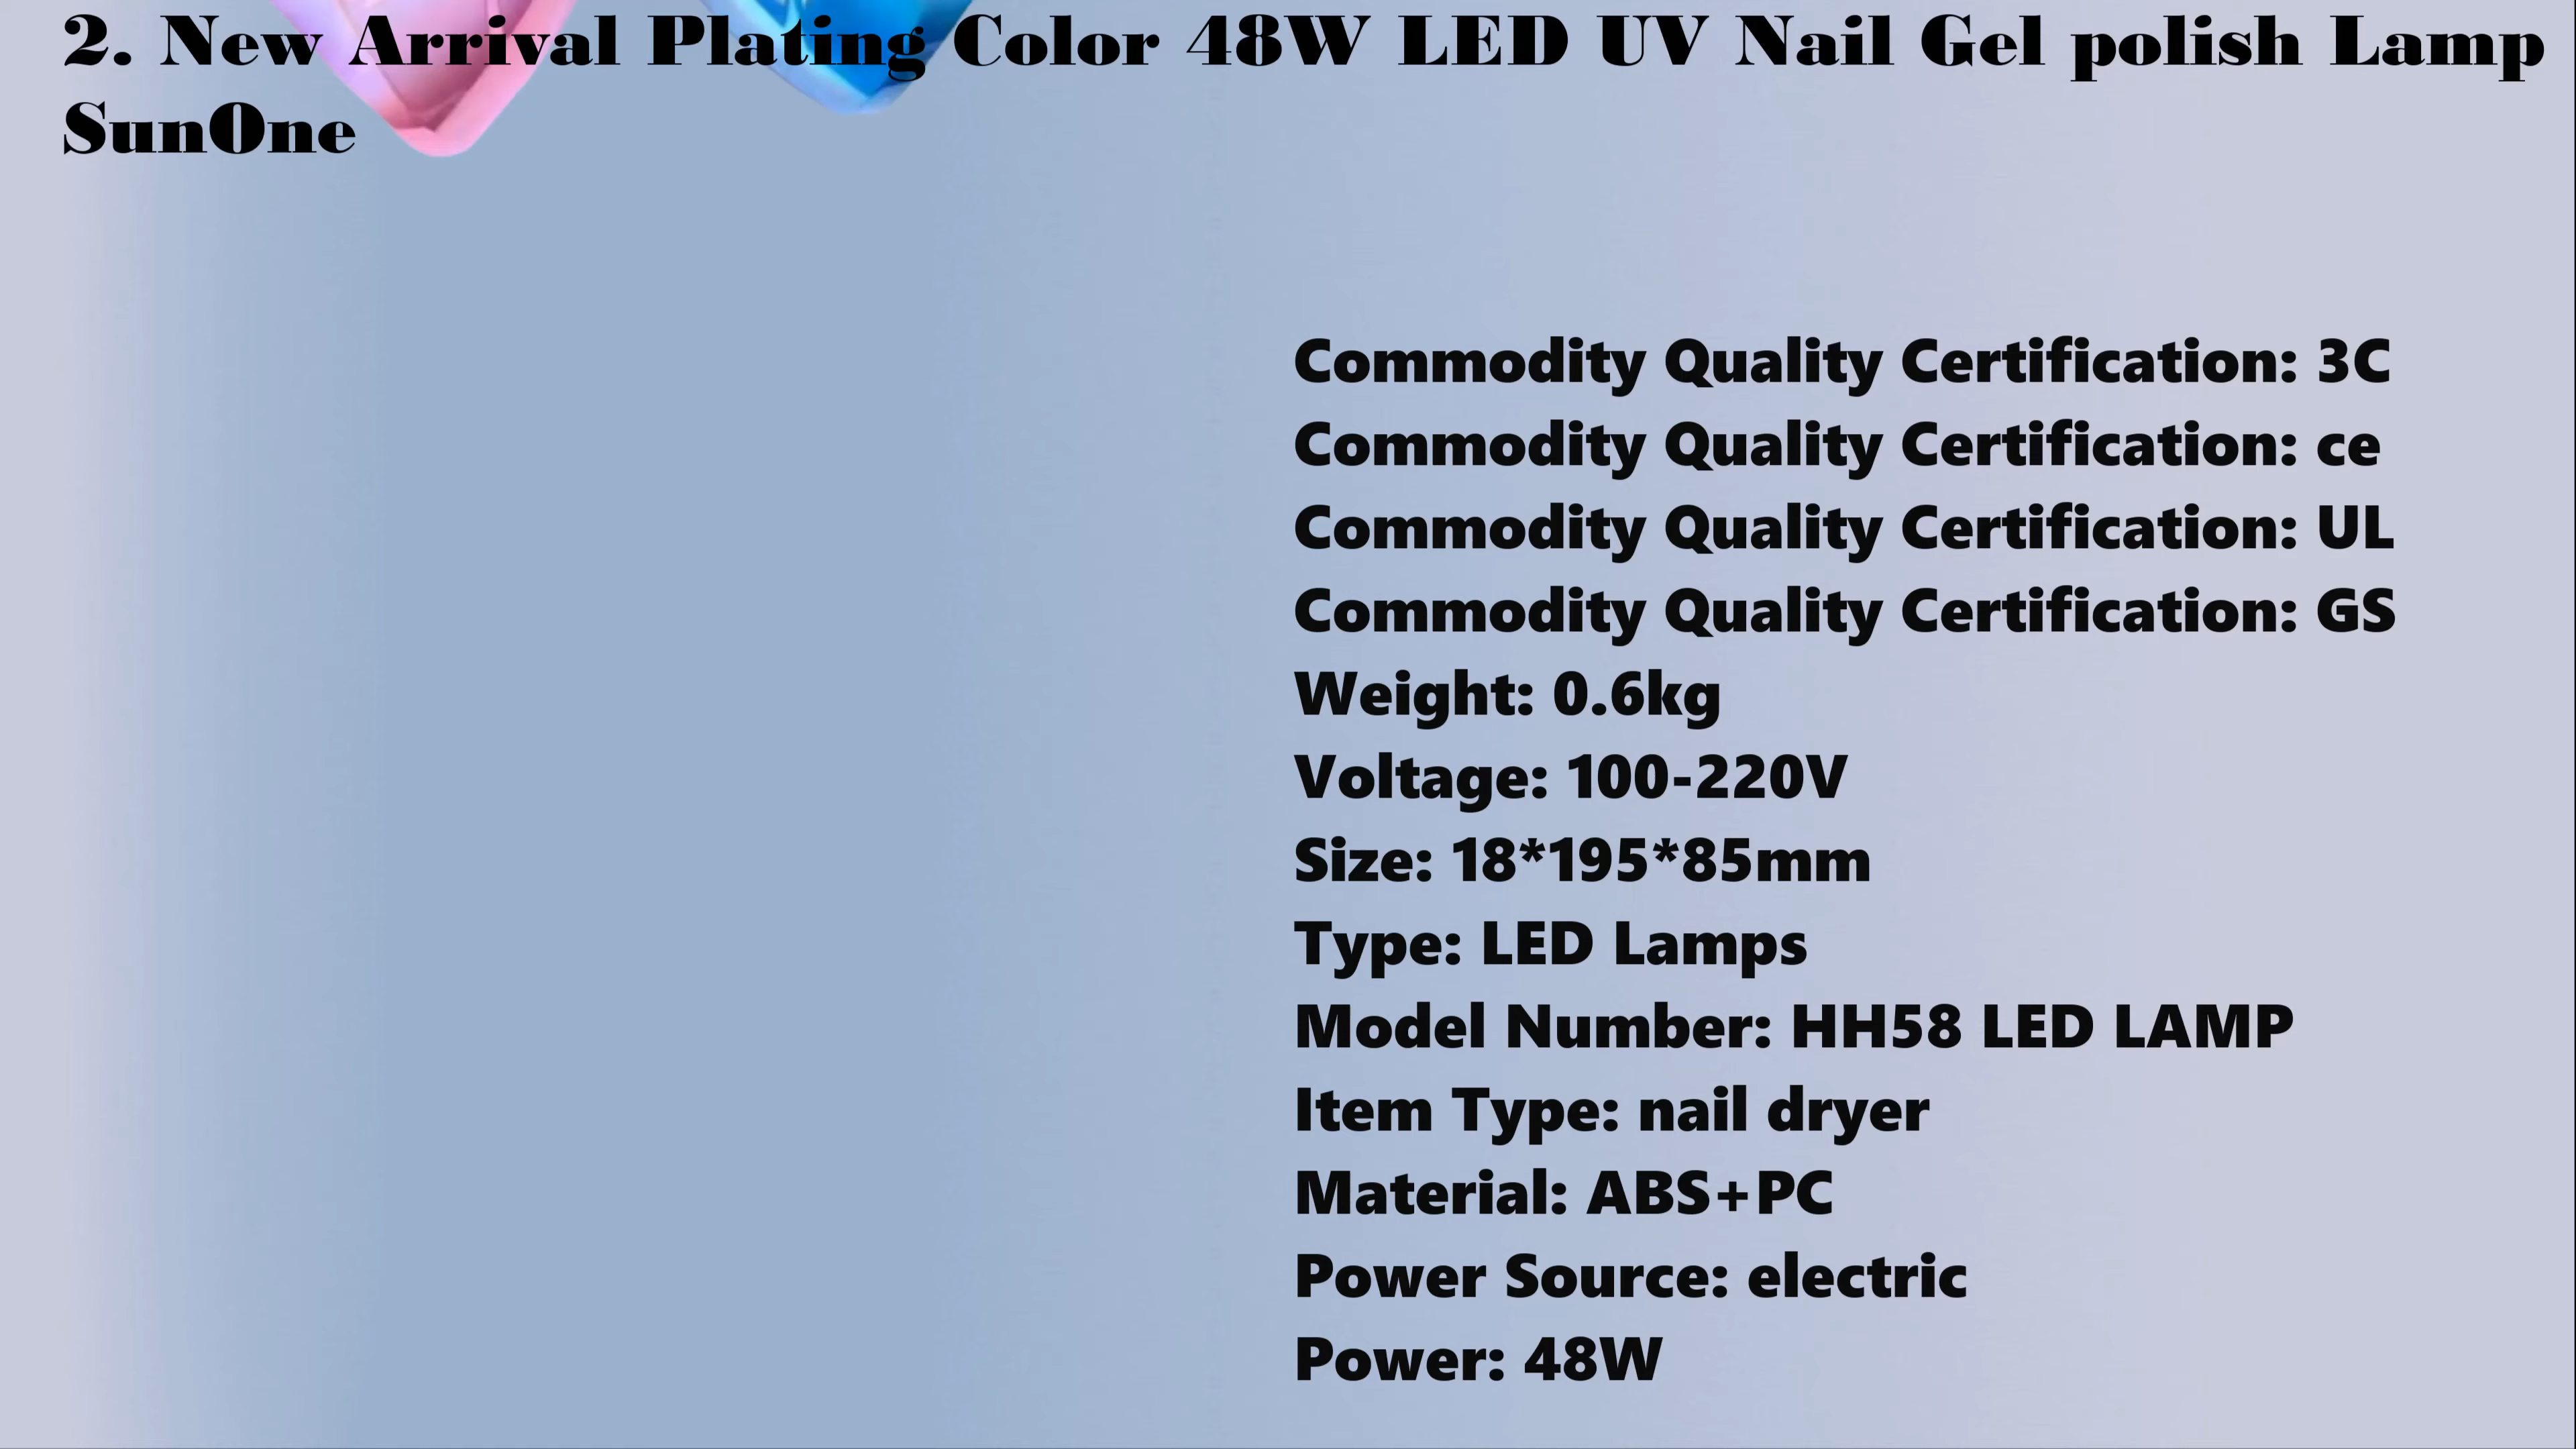 2. New Arrival Plating Color 48W LED UV Nail Gel polish Lamp
SunOne
Commodity Quality Certification: 3C
Commodity Quality Certification: ce
Commodity Quality Certification: UL
Commodity Quality Certification: GS
Weight: 0.6kg
Voltage: 100-220V
Size: 18*195*85mm
Type: LED Lamps
Model Number: HH58 LED LAMP
Item Type: nail dryer
Material: ABS+PC
Power Source: electric
Power: 48W